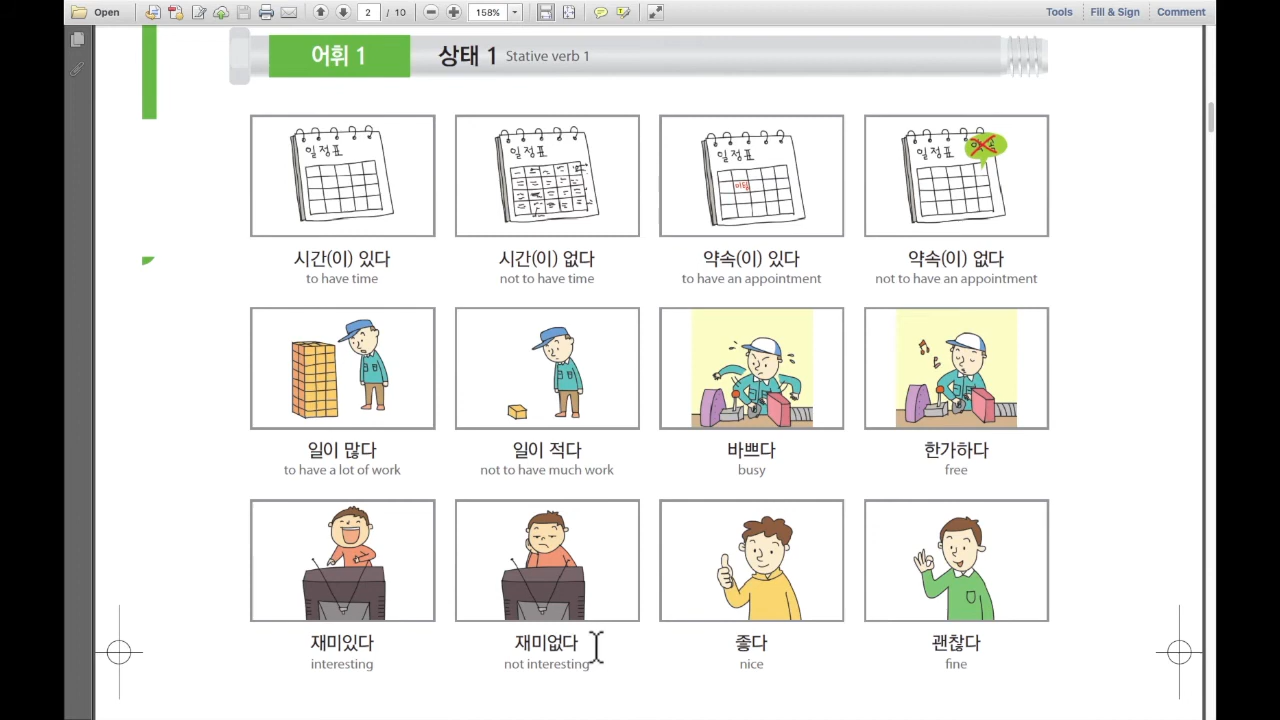 Open
2 / 10
158%
Tools
Fill & Sign
Comment
어휘 1
상태 1 Stative verb 1
일정표
일정표
일정표
미팅
일정표
시간(이) 있다
to have time
시간(이) 없다
not to have time
약속(이) 있다
to have an appointment
약속(이) 없다
not to have an appointment
일이 많다
to have a lot of work
일이 적다
not to have much work
바쁘다
busy
한가하다
free
재미있다
interesting
재미없다
not interesting
좋다
nice
괜찮다
fine